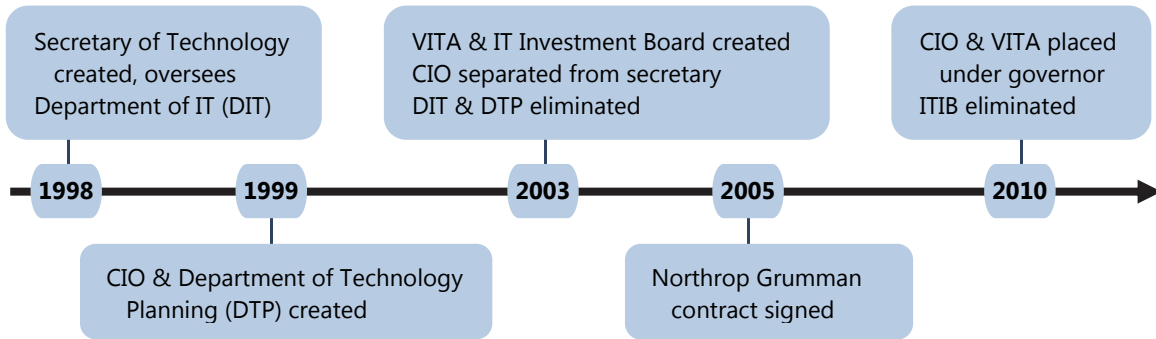 Secretary of Technology
created, oversees
Department of IT (DIT)
VITA & IT Investment Board created
CIO separated from secretary
DIT & DTP eliminated
CIO & VITA placed
under governor
ITIB eliminated
1998
1999
2003
2005
2010
CIO & Department of Technology
Planning (DTP) created
Northrop Grumman
contract signed